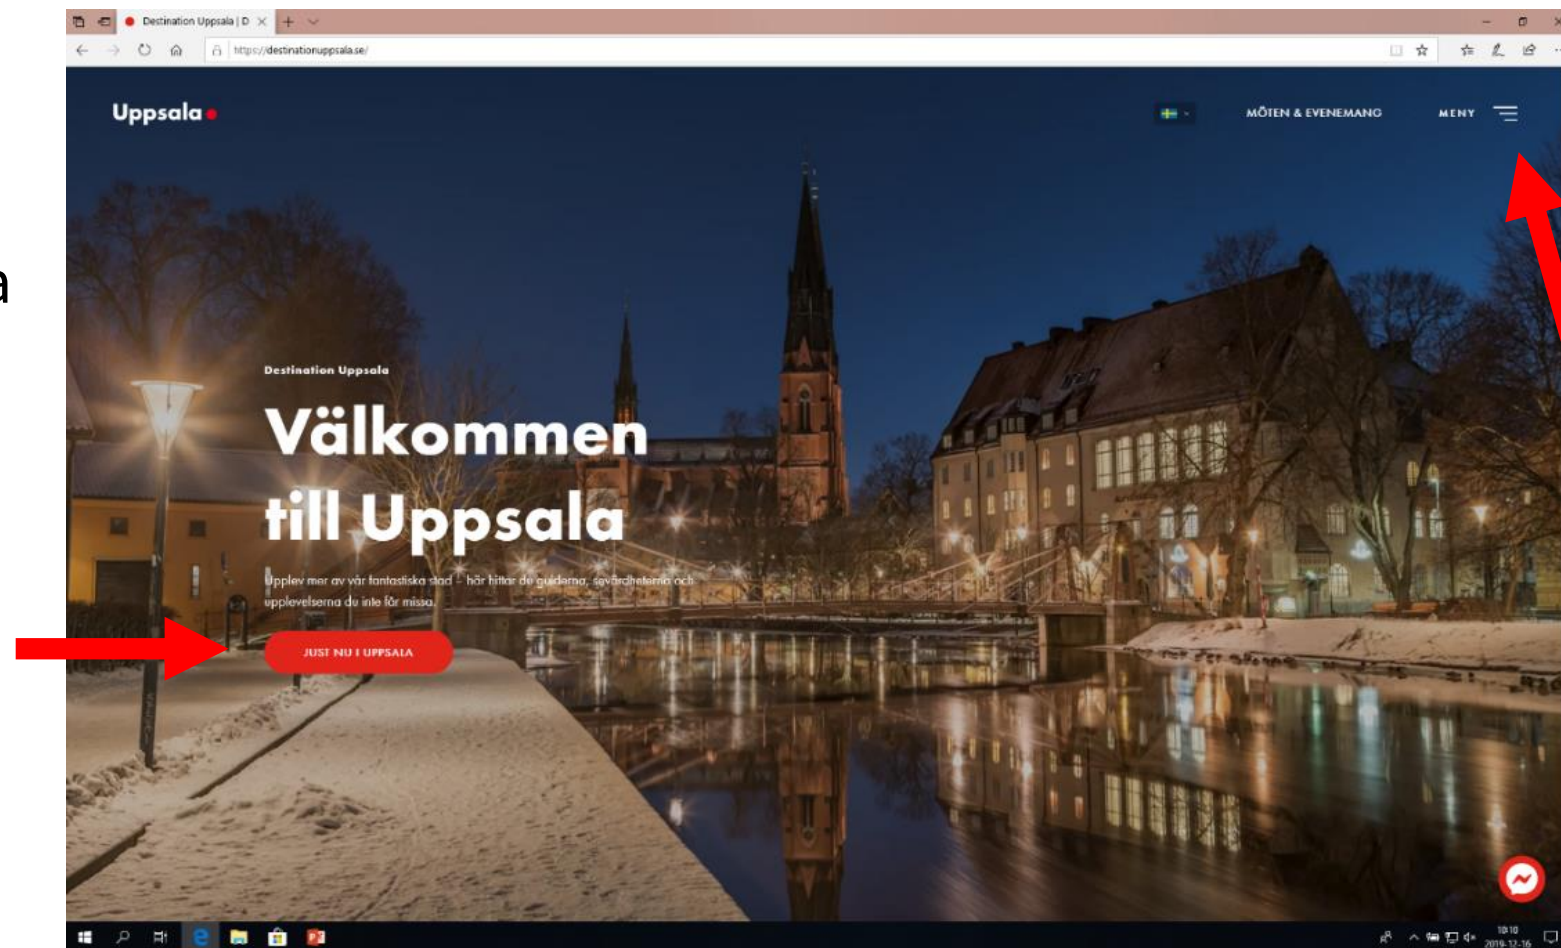 Destination Uppsala | D
https://destinationuppsala.se/
Uppsala
MÖTEN & EVENEMANG
MENY
a
Destination Uppsala
Välkommen
till Uppsala
Upplev mer av vår fantastiska stad – här hittar du guiderna, sevärdheterna och
upplevelserna du inte får missa.
JUST NU I UPPSALA
10:10
2019-12-16